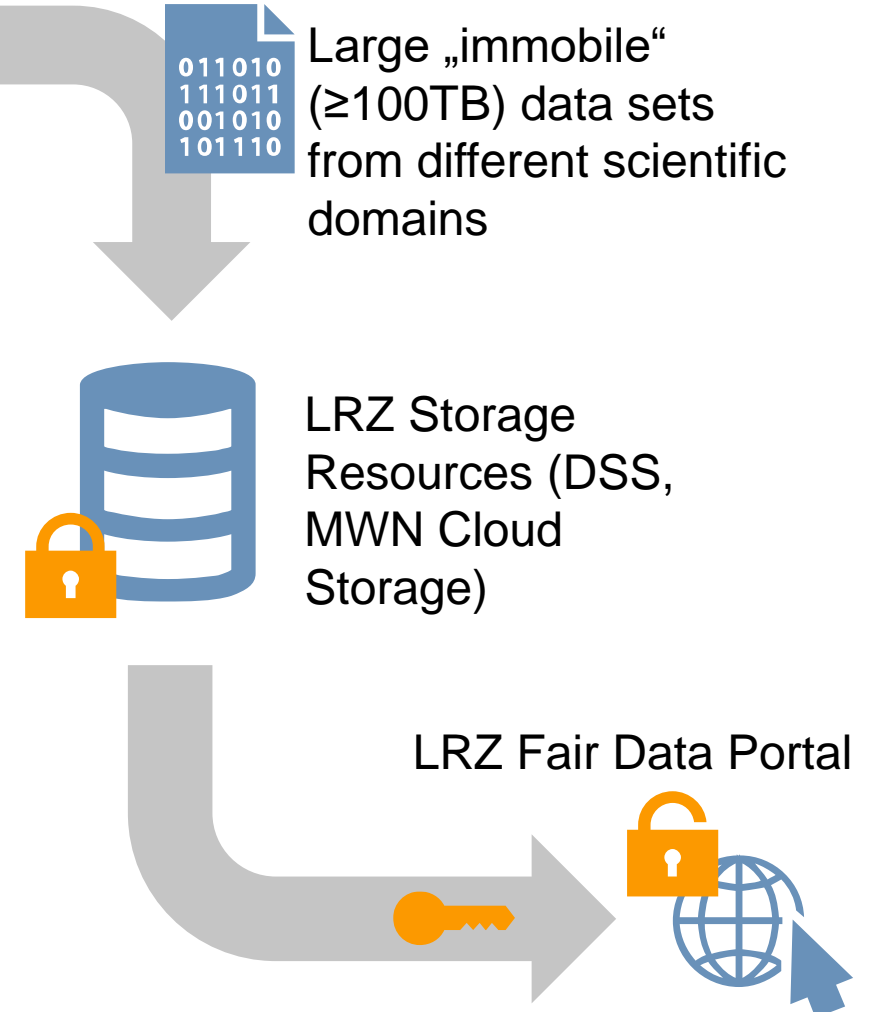 011010
111011
001010
101110
Large „immobile“
(≥100TB) data sets
from different scientific
domains
LRZ Storage
Resources (DSS,
MWN Cloud
Storage)
LRZ Fair Data Portal